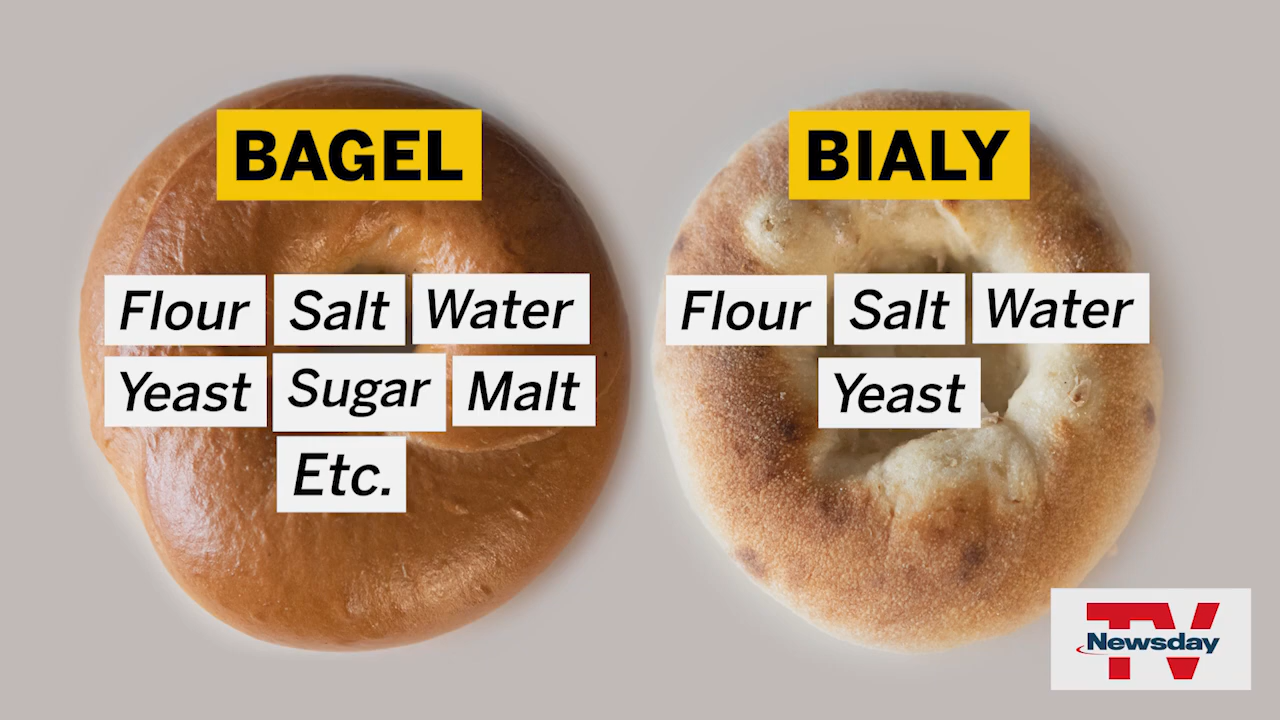 BAGEL
Flour Salt Water
Yeast Sugar Malt
Etc.
BIALY
Flour Salt Water
Yeast
TV
Newsday